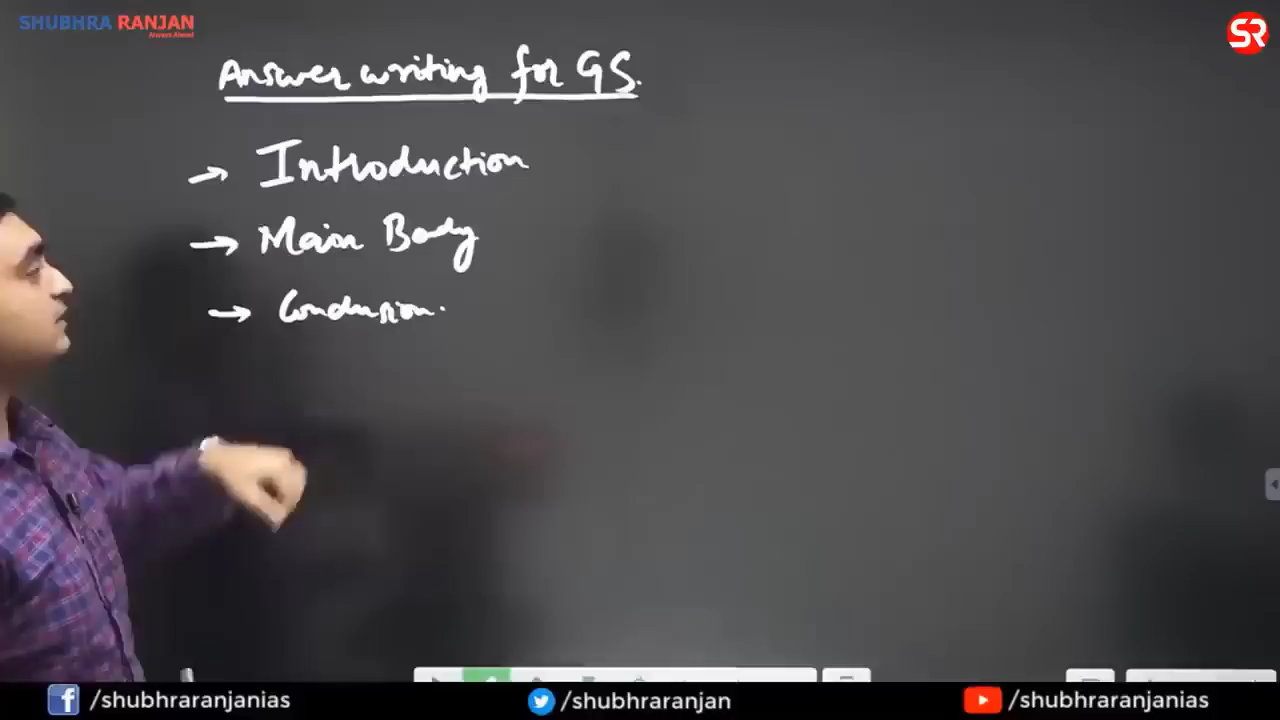 SHUBHRA RANJAN
SR
Answer writing for GS.
→ Introduction
→ Main Body
→ Conclusion.
/shubhraranjanias
/shubhraranjan
/shubhraranjanias